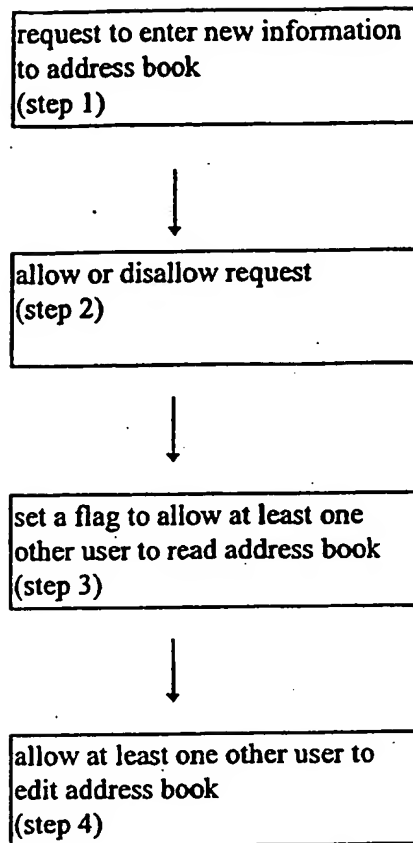 request to enter new information
to address book
(step 1)
allow or disallow request
(step 2)
set a flag to allow at least one
other user to read address book
(step 3)
allow at least one other user to
edit address book
(step 4)